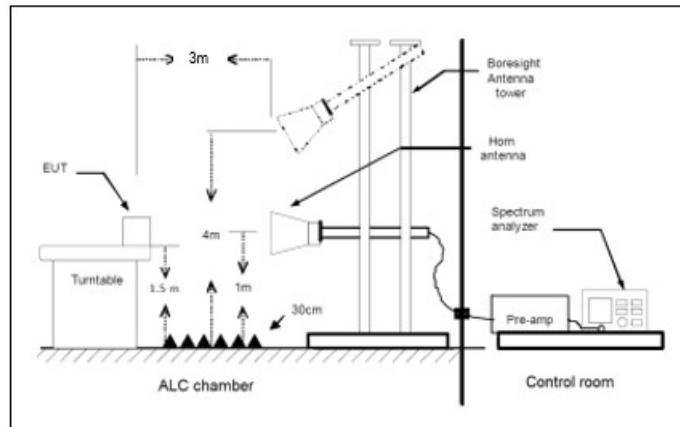 3m
Boresight
Antenna
tower
Horn
antenna
EUT
Spectrum
analyzer
4m
Turntable
1.5 m
1m
30cm
Pre-amp
ALC chamber
Control room